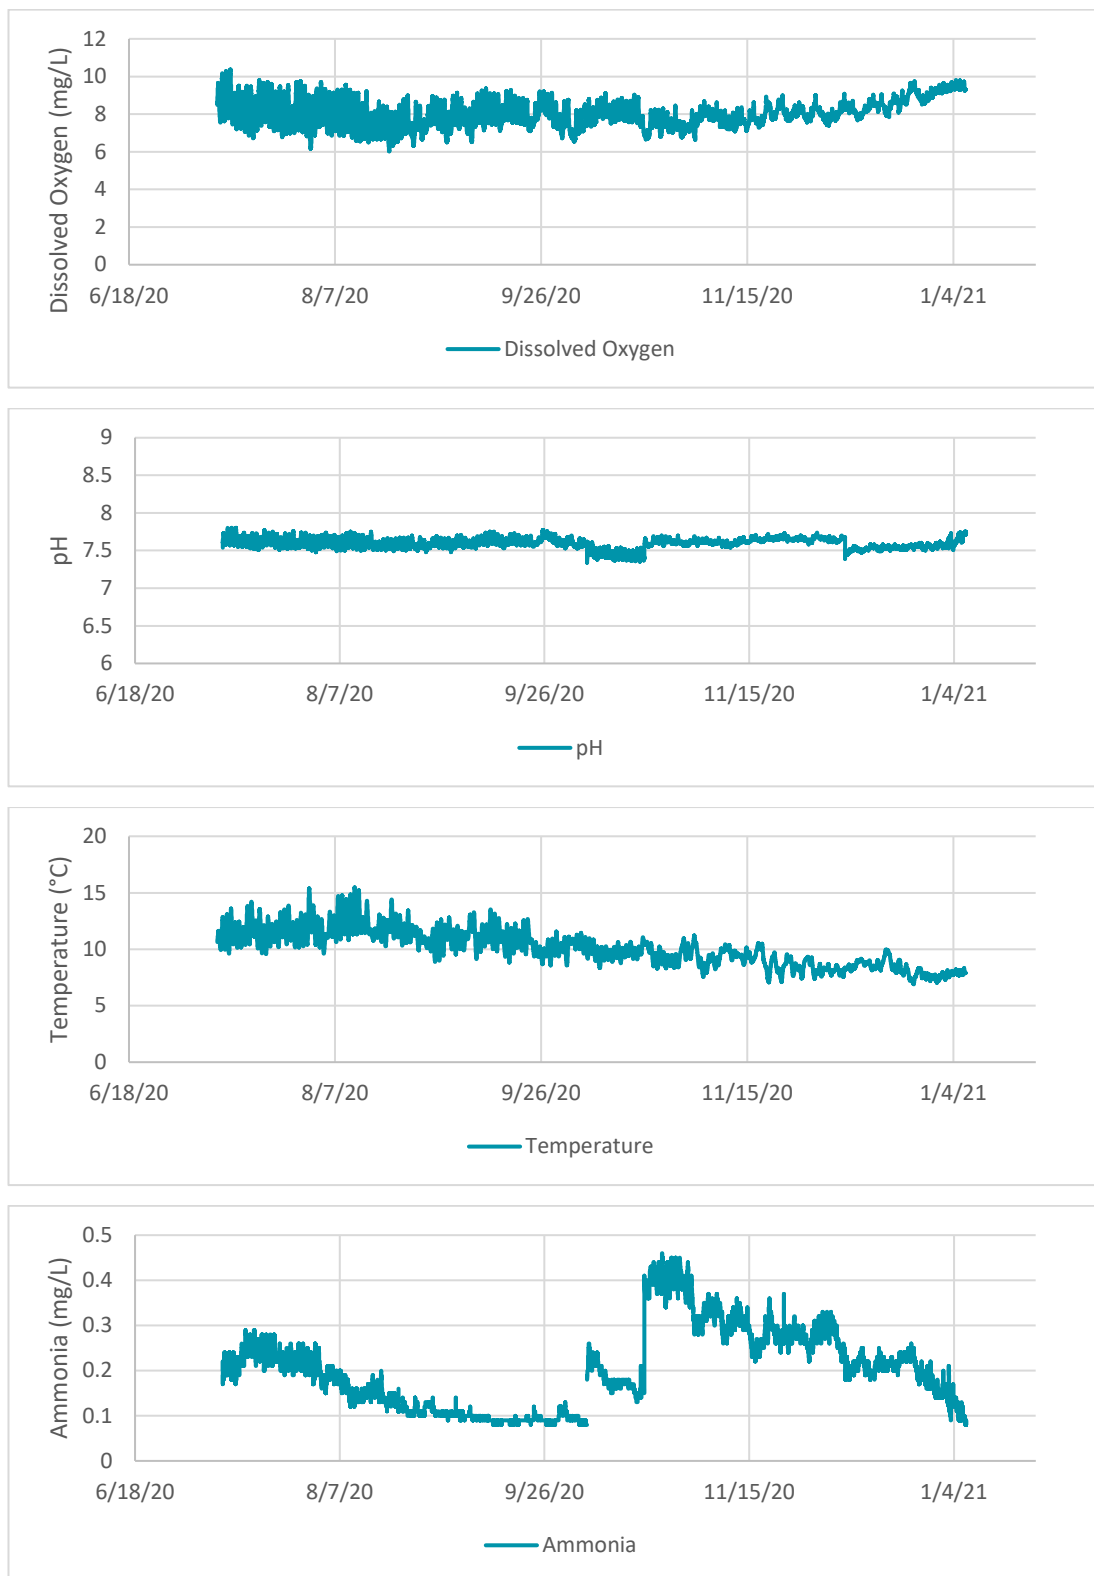 Dissolved Oxygen (mg/L)
12
10
8
6
4
2
0
6/18/20 8/7/20 9/26/20 11/15/20 1/4/21
Dissolved Oxygen
pH
9
8.5
8
7.5
7
6.5
6
6/18/20 8/7/20 9/26/20 11/15/20 1/4/21
pH
Temperature (°C)
20
15
10
5
0
6/18/20 8/7/20 9/26/20 11/15/20 1/4/21
Temperature
Ammonia (mg/L)
0.5
0.4
0.3
0.2
0.1
0
6/18/20 8/7/20 9/26/20 11/15/20 1/4/21
Ammonia